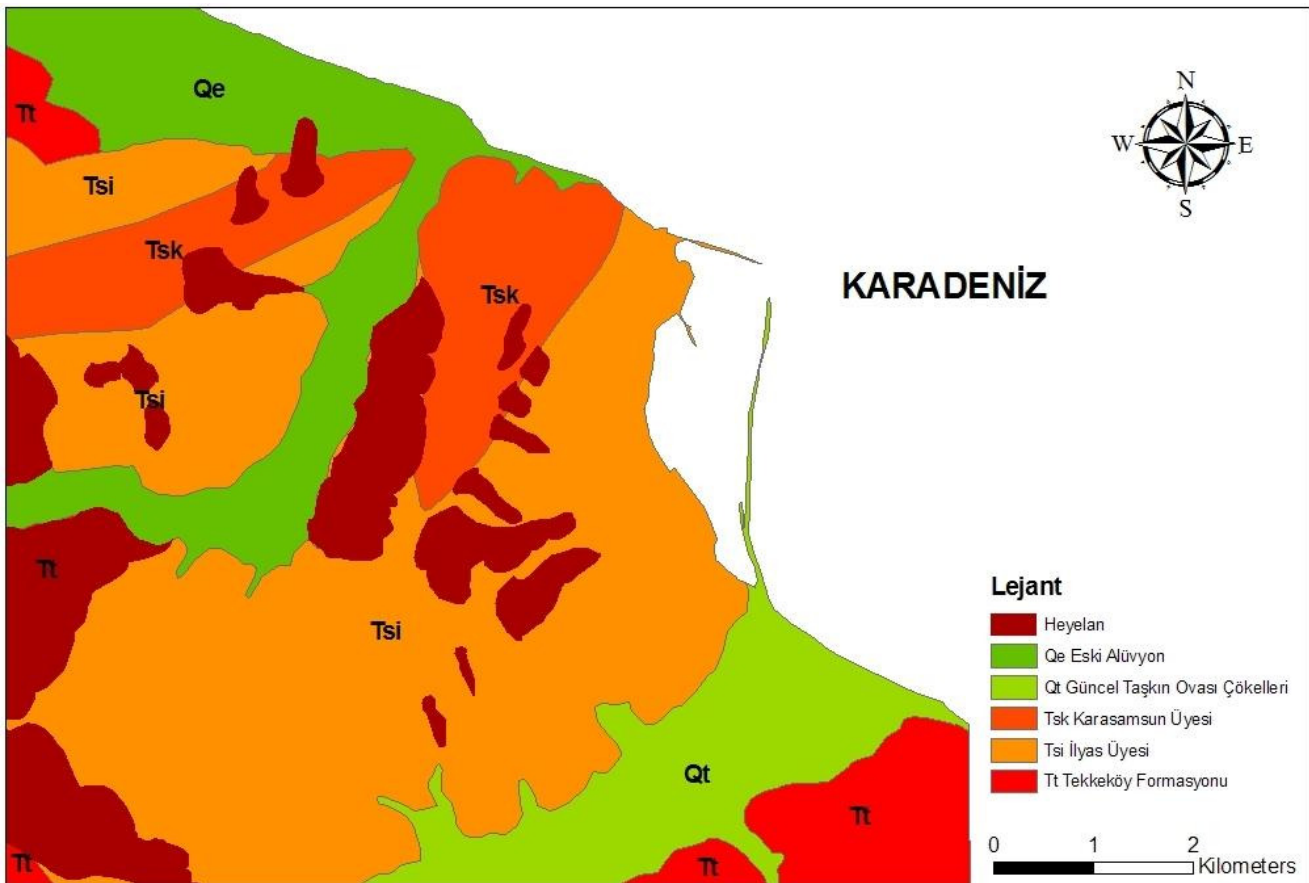 Qe
Tt
Tsi
Tsk
Tsk
Tsi
Tt
Tsi
Qt
Tt
Tt
Tt
N
W
E
S
KARADENİZ
Lejant
Heyelan
Qe Eski Alüvyon
Qt Güncel Taşkın Ovası Çökelleri
Tsk Karasamsun Üyesi
Tsi İlyas Üyesi
Tt Tekkeköy Formasyonu
0 1 2
Kilometers